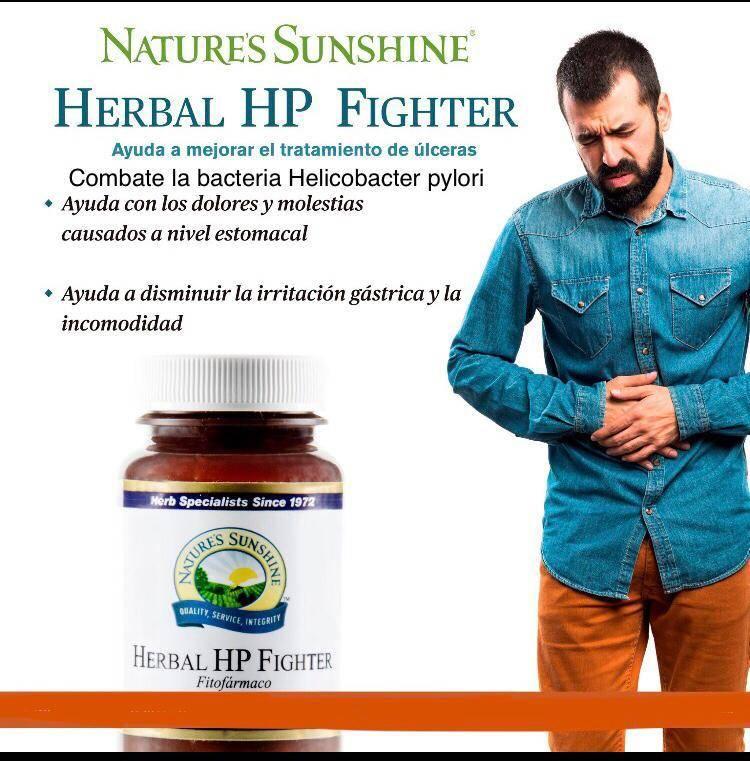 NATURE'S SUNSHINE®
HERBAL HP FIGHTER
Ayuda a mejorar el tratamiento de úlceras
Combate la bacteria Helicobacter pylori
Ayuda con los dolores y molestias
causados a nivel estomacal
Ayuda a disminuir la irritación gástrica y la
incomodidad
Herb Specialists Since 1972
NATURE'S SUNSHINE
QUALITY, SERVICE, INTEGRITY
TM
HERBAL HP FIGHTER
Fitofármaco